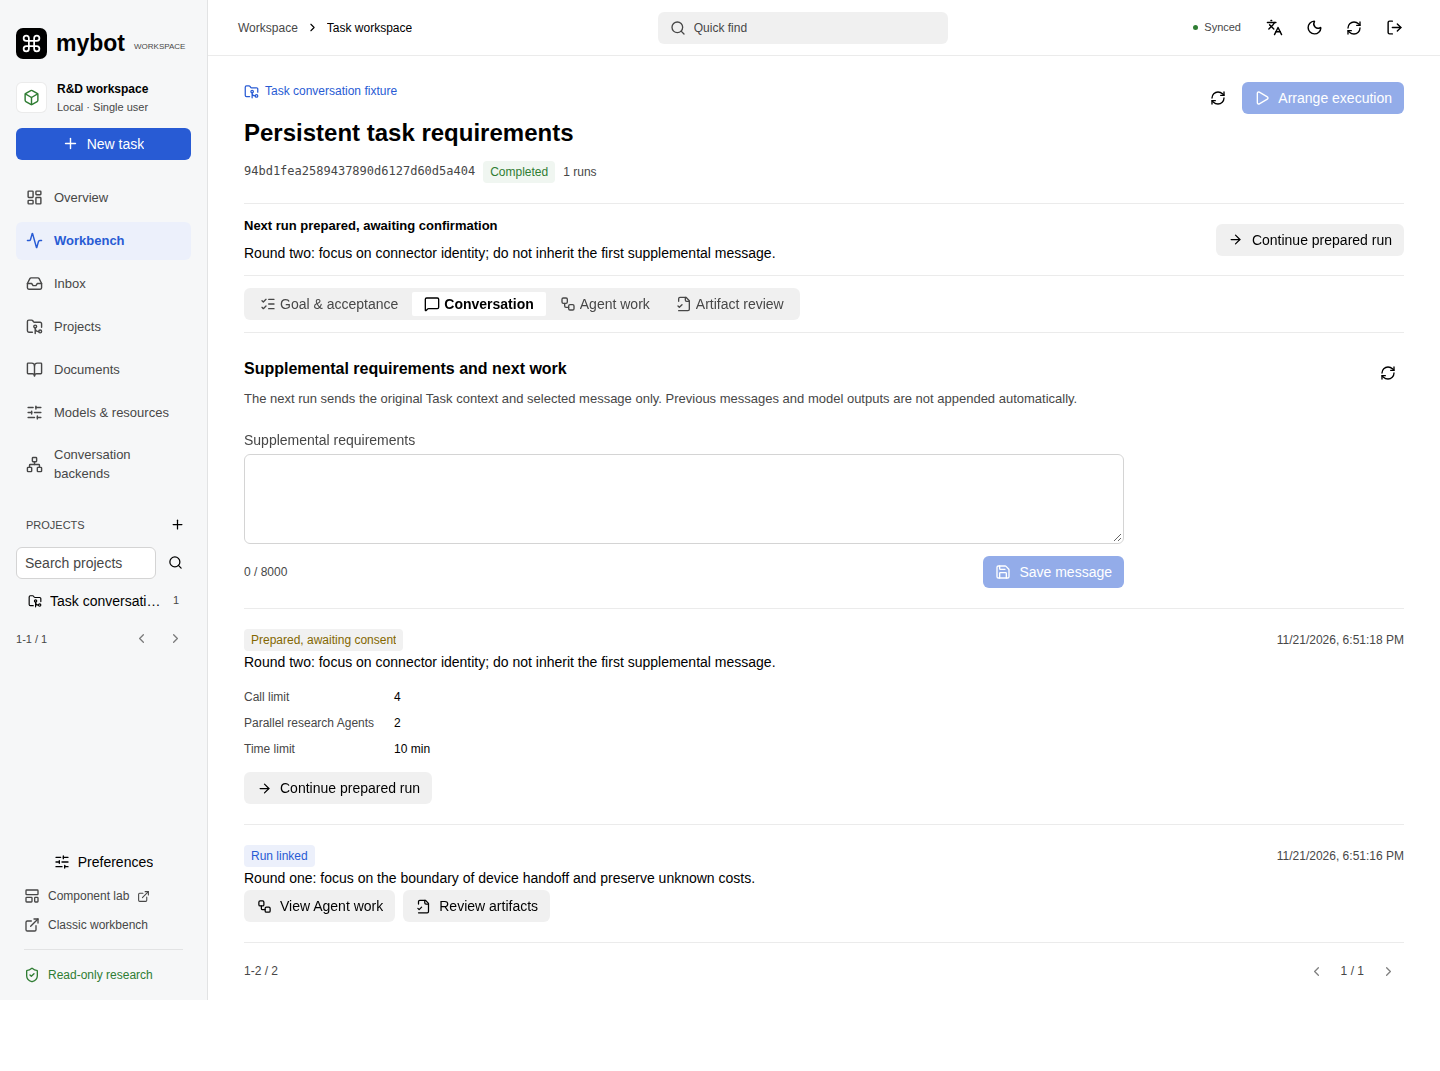 mybot WORKSPACE
R&D workspace
Local · Single user
New task
Overview
Workbench
Inbox
Projects
Documents
Models & resources
Conversation
backends
PROJECTS
Search projects
Task conversati… 1
1-1 / 1
Preferences
Component lab
Classic workbench
Read-only research
Workspace Task workspace
Quick find
Synced
Task conversation fixture
Arrange execution
Persistent task requirements
94bd1fea2589437890d6127d60d5a404 Completed 1 runs
Next run prepared, awaiting confirmation
Round two: focus on connector identity; do not inherit the first supplemental message.
Continue prepared run
Goal & acceptance Conversation Agent work Artifact review
Supplemental requirements and next work
The next run sends the original Task context and selected message only. Previous messages and model outputs are not appended automatically.
Supplemental requirements
0 / 8000
Save message
Prepared, awaiting consent 11/21/2026, 6:51:18 PM
Round two: focus on connector identity; do not inherit the first supplemental message.
Call limit 4
Parallel research Agents 2
Time limit 10 min
Continue prepared run
Run linked 11/21/2026, 6:51:16 PM
Round one: focus on the boundary of device handoff and preserve unknown costs.
View Agent work Review artifacts
1-2 / 2 1 / 1